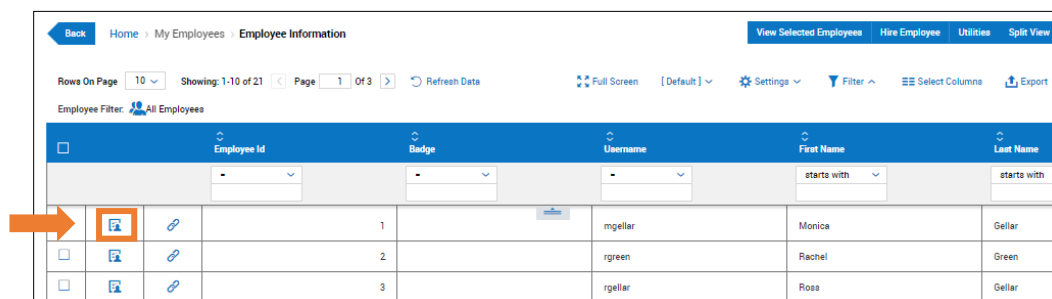 Back Home > My Employees > Employee Information View Selected Employees Hire Employee Utilities Split View
Rows On Page 10 Showing: 1-10 of 21 < Page 1 Of 3 > Refresh Data Full Screen [ Default ] Settings Filter Select Columns Export
Employee Filter: All Employees
Employee Id Badge Username First Name Last Name
- - - starts with starts with
1 mgellar Monica Gellar
2 rgreen Rachel Green
3 rgellar Ross Gellar